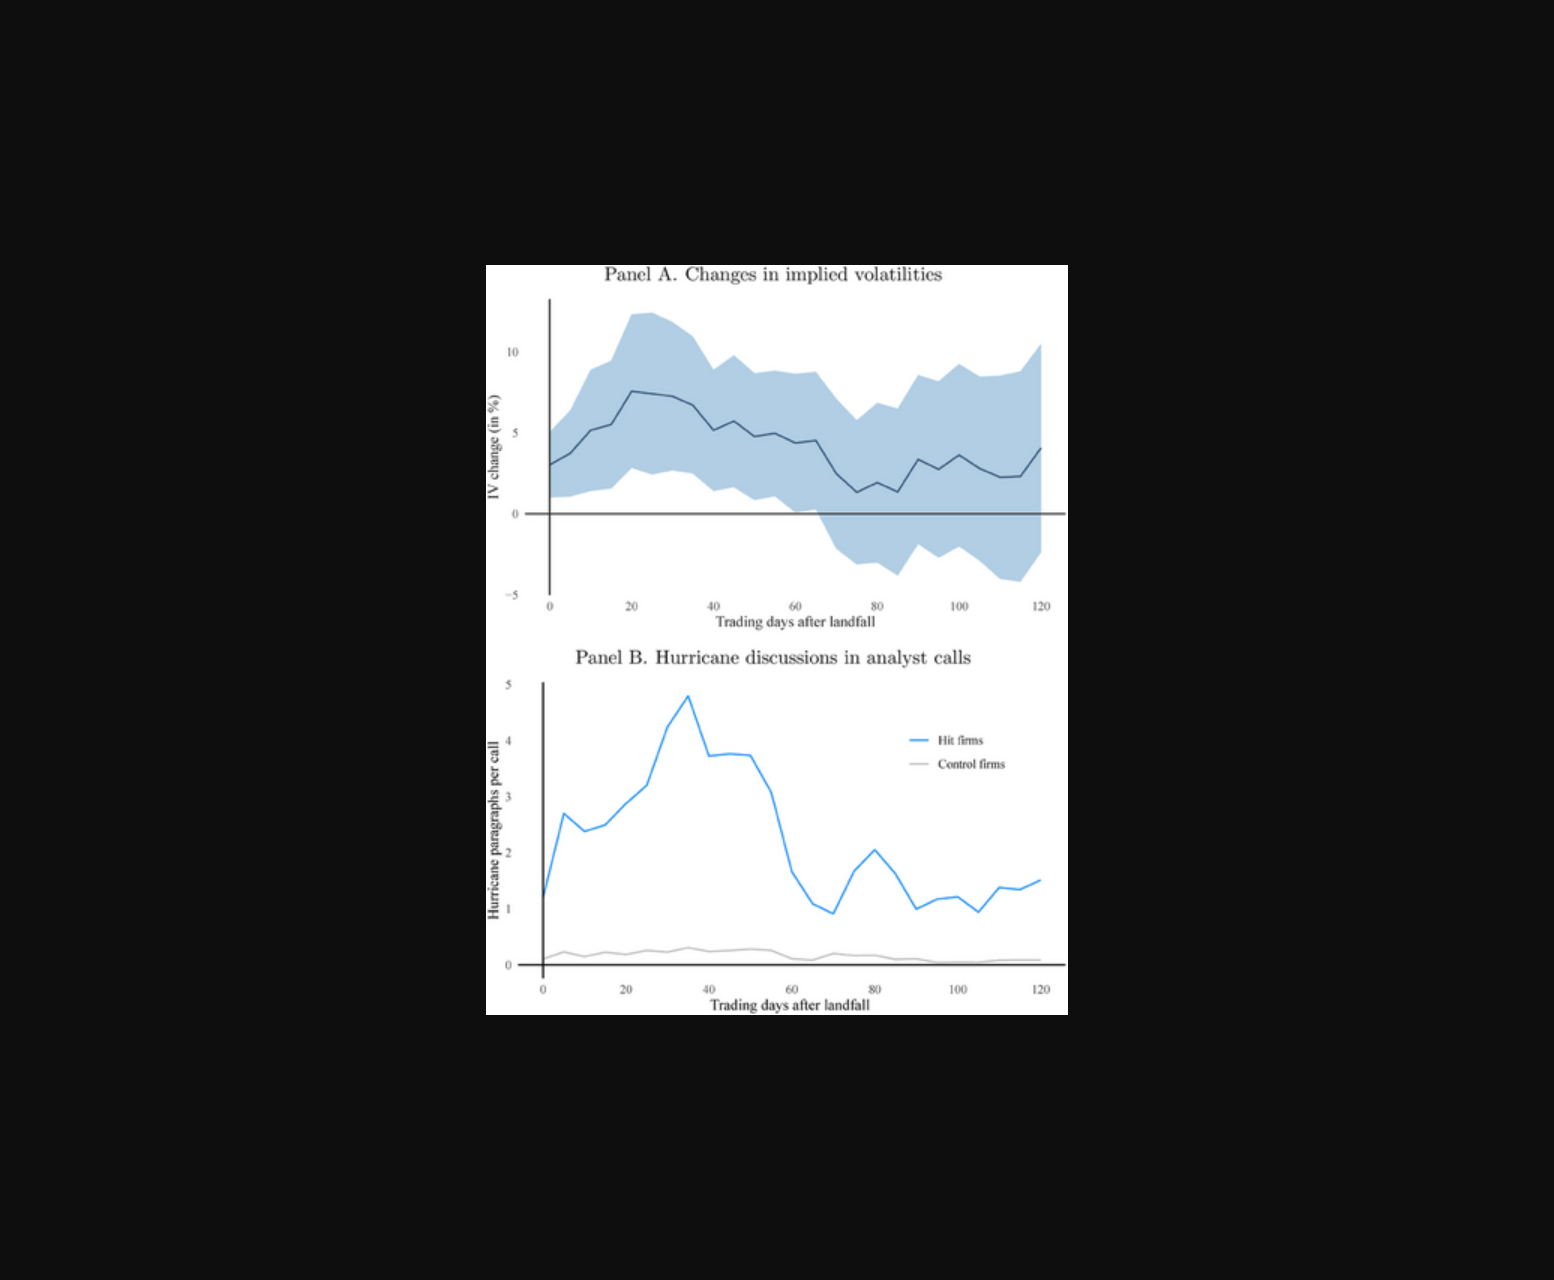 Panel A. Changes in implied volatilities
10
5
0
−5
IV change (in %)
0 20 40 60 80 100 120
Trading days after landfall
Panel B. Hurricane discussions in analyst calls
5
4
3
2
1
0
Hurricane paragraphs per call
Hit firms
Control firms
0 20 40 60 80 100 120
Trading days after landfall